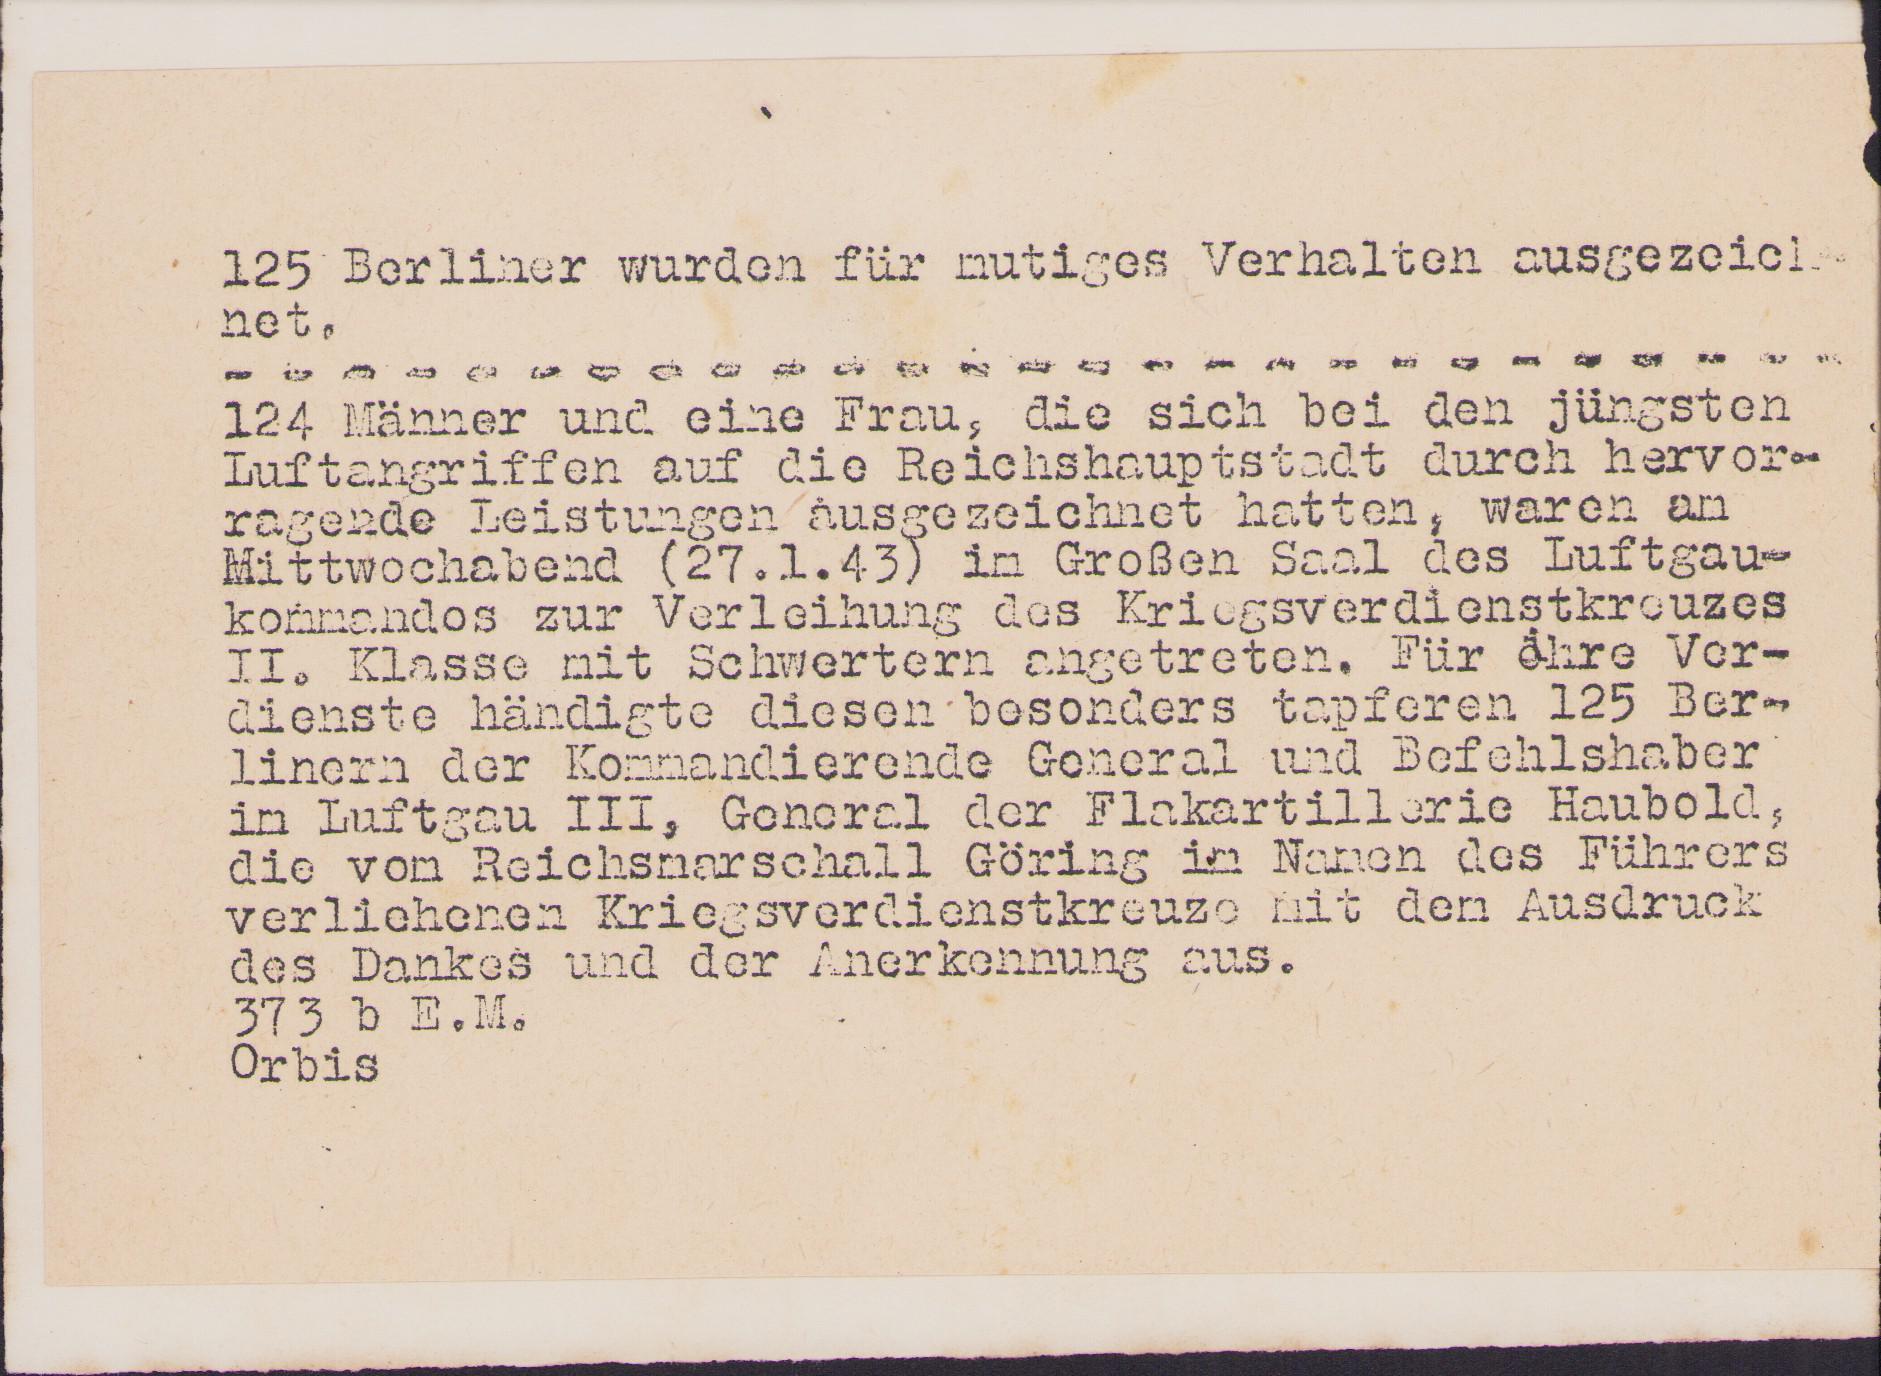 125 Berliner wurden für mutiges Verhalten ausgezeich-
net.
- - - - - - - - - - - - - - - - - - - - - - - - - - -
124 Männer und eine Frau, die sich bei den jüngsten
Luftangriffen auf die Reichshauptstadt durch hervor-
ragende Leistungen ausgezeichnet hatten, waren am
Mittwochabend (27.1.43) im Großen Saal des Luftgau-
kommandos zur Verleihung des Kriegsverdienstkreuzes
II. Klasse mit Schwertern angetreten. Für ihre Ver-
dienste händigte diesen besonders tapferen 125 Ber-
linern der Kommandierende General und Befehlshaber
im Luftgau III, General der Flakartillerie Haubold,
die vom Reichsmarschall Göring im Namen des Führers
verliehenen Kriegsverdienstkreuze mit dem Ausdruck
des Dankes und der Anerkennung aus.
373 b E.M.
Orbis